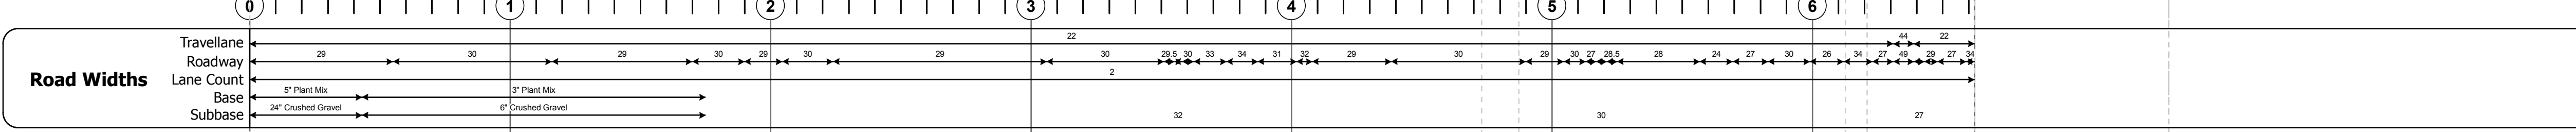 0 1 2 3 4 5 6
Travellane 22 44 22
Roadway 29 30 29 30 29 30 29 30 29.5 30 33 34 31 32 29 30 29 30 27 28.5 28 24 27 30 26 34 27 49 29 27 34
Road Widths
Lane Count 2
Base 5" Plant Mix 3" Plant Mix
Subbase 24" Crushed Gravel 6" Crushed Gravel 32 30 27